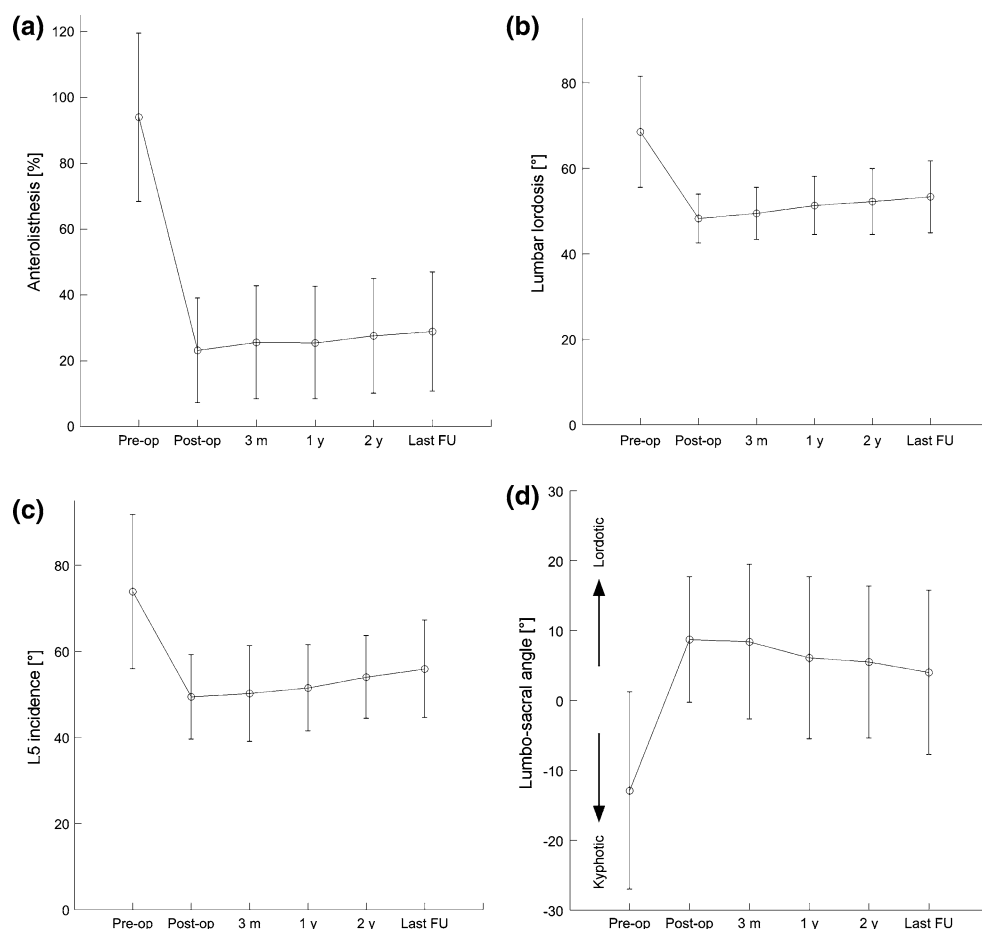 (a)
120
100
80
60
40
20
0
Anterolisthesis [%]
Pre-op Post-op 3 m 1 y 2 y Last FU
(b)
80
60
40
20
0
Lumbar lordosis [°]
Pre-op Post-op 3 m 1 y 2 y Last FU
(c)
80
60
40
20
0
L5 incidence [°]
Pre-op Post-op 3 m 1 y 2 y Last FU
(d)
30
20
10
0
-10
-20
-30
Lumbo-sacral angle [°]
Lordotic
Kyphotic
Pre-op Post-op 3 m 1 y 2 y Last FU